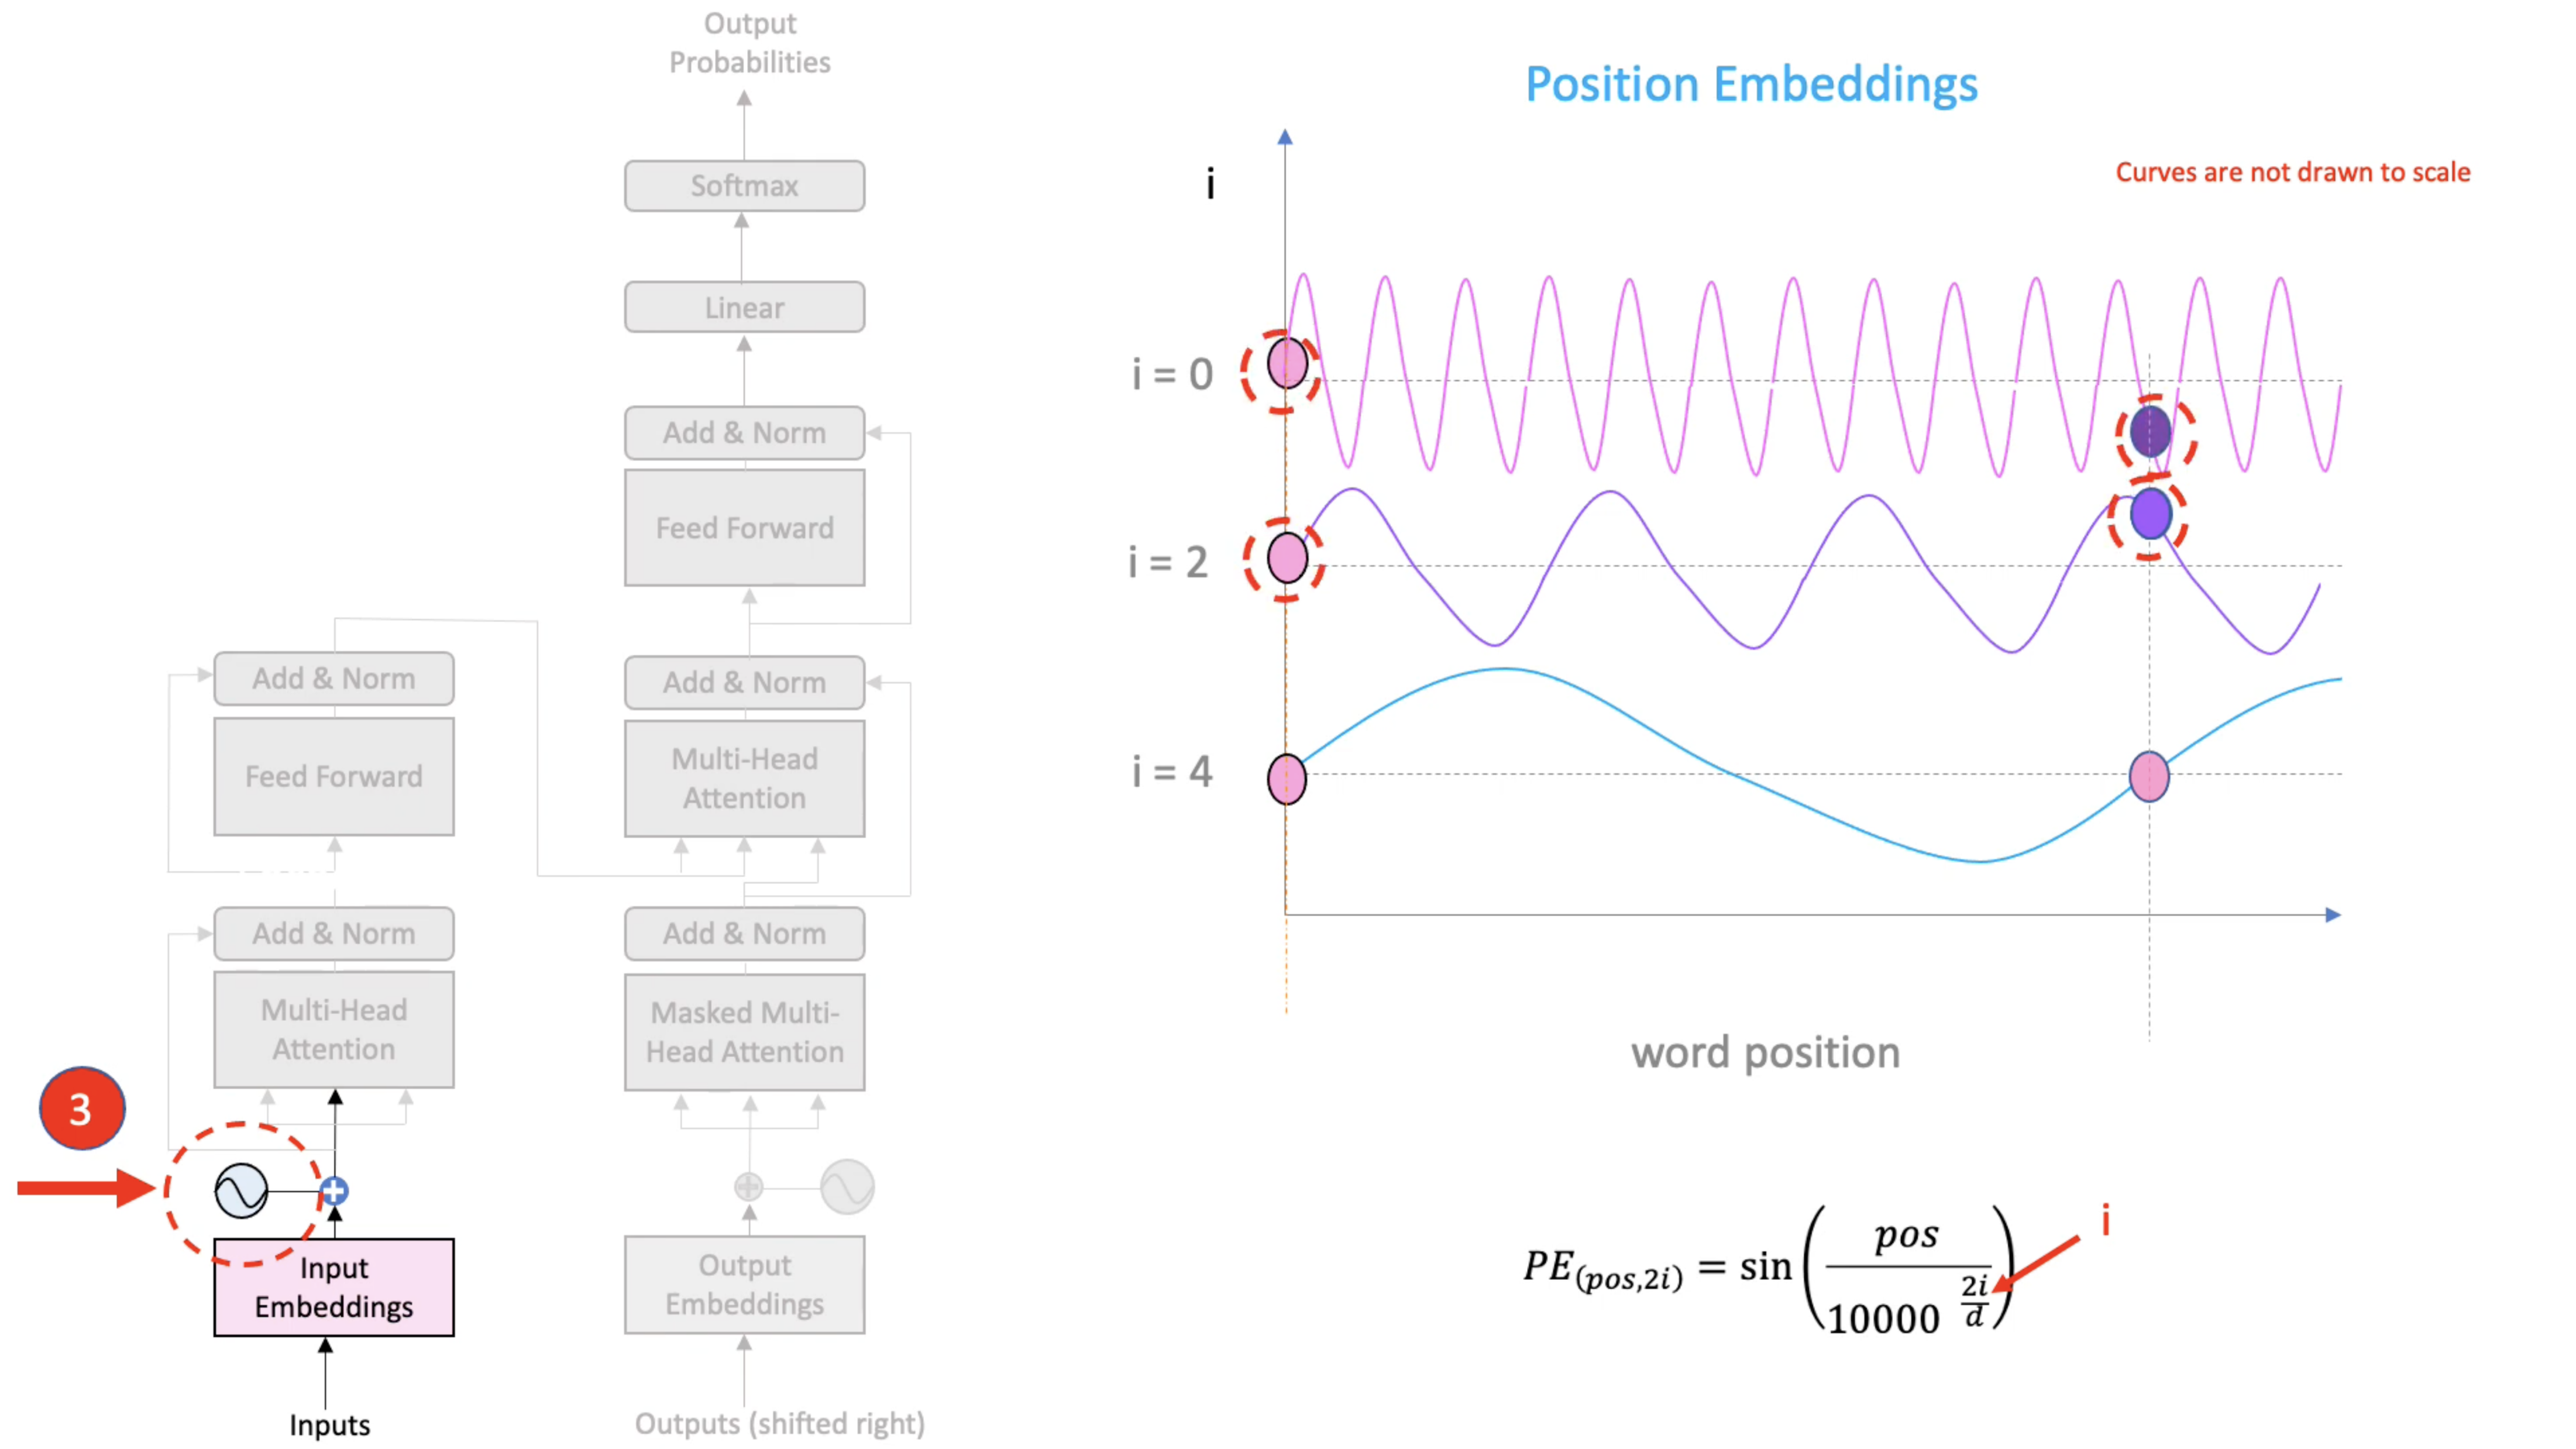 Output
Probabilities
Softmax
Linear
Add & Norm
Feed Forward
Add & Norm
Multi-Head
Attention
Add & Norm
Masked Multi-
Head Attention
Output
Embeddings
Outputs (shifted right)
Add & Norm
Feed Forward
Add & Norm
Multi-Head
Attention
3
Input
Embeddings
Inputs
Position Embeddings
Curves are not drawn to scale
i
i = 0
i = 2
i = 4
word position
i
PE(pos,2i) = sin(pos / 10000^(2i/d))